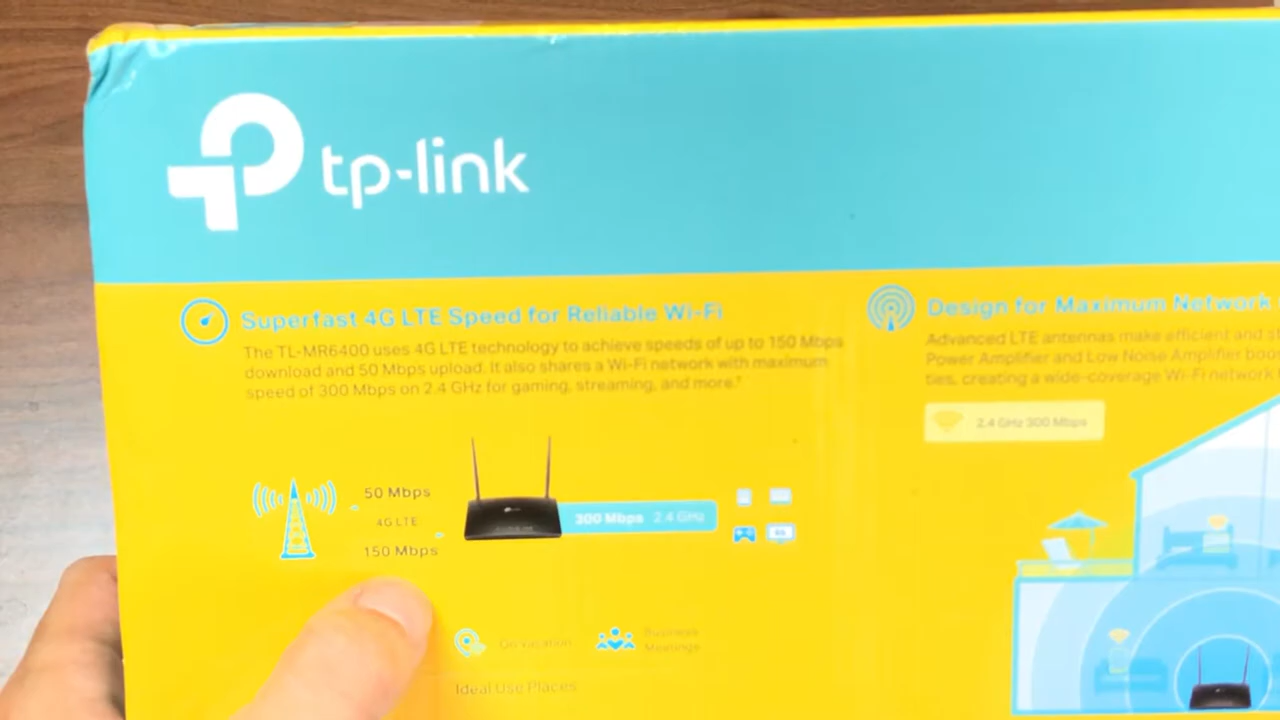 tp-link
Superfast 4G LTE Speed for Reliable Wi-Fi
The TL-MR6400 uses 4G LTE technology to achieve speeds of up to 150 Mbps
download and 50 Mbps upload. It also shares a Wi-Fi network with maximum
speed of 300 Mbps on 2.4 GHz for gaming, streaming, and more.†
Design for Maximum Network
Advanced LTE antennas make efficient and
Power Amplifier and Low Noise Amplifier
ties, creating a wide-coverage Wi-Fi network
2.4 GHz 300 Mbps
50 Mbps
4G LTE
150 Mbps
300 Mbps 2.4 GHz
On vacation
Business
Meetings
Ideal Use Places